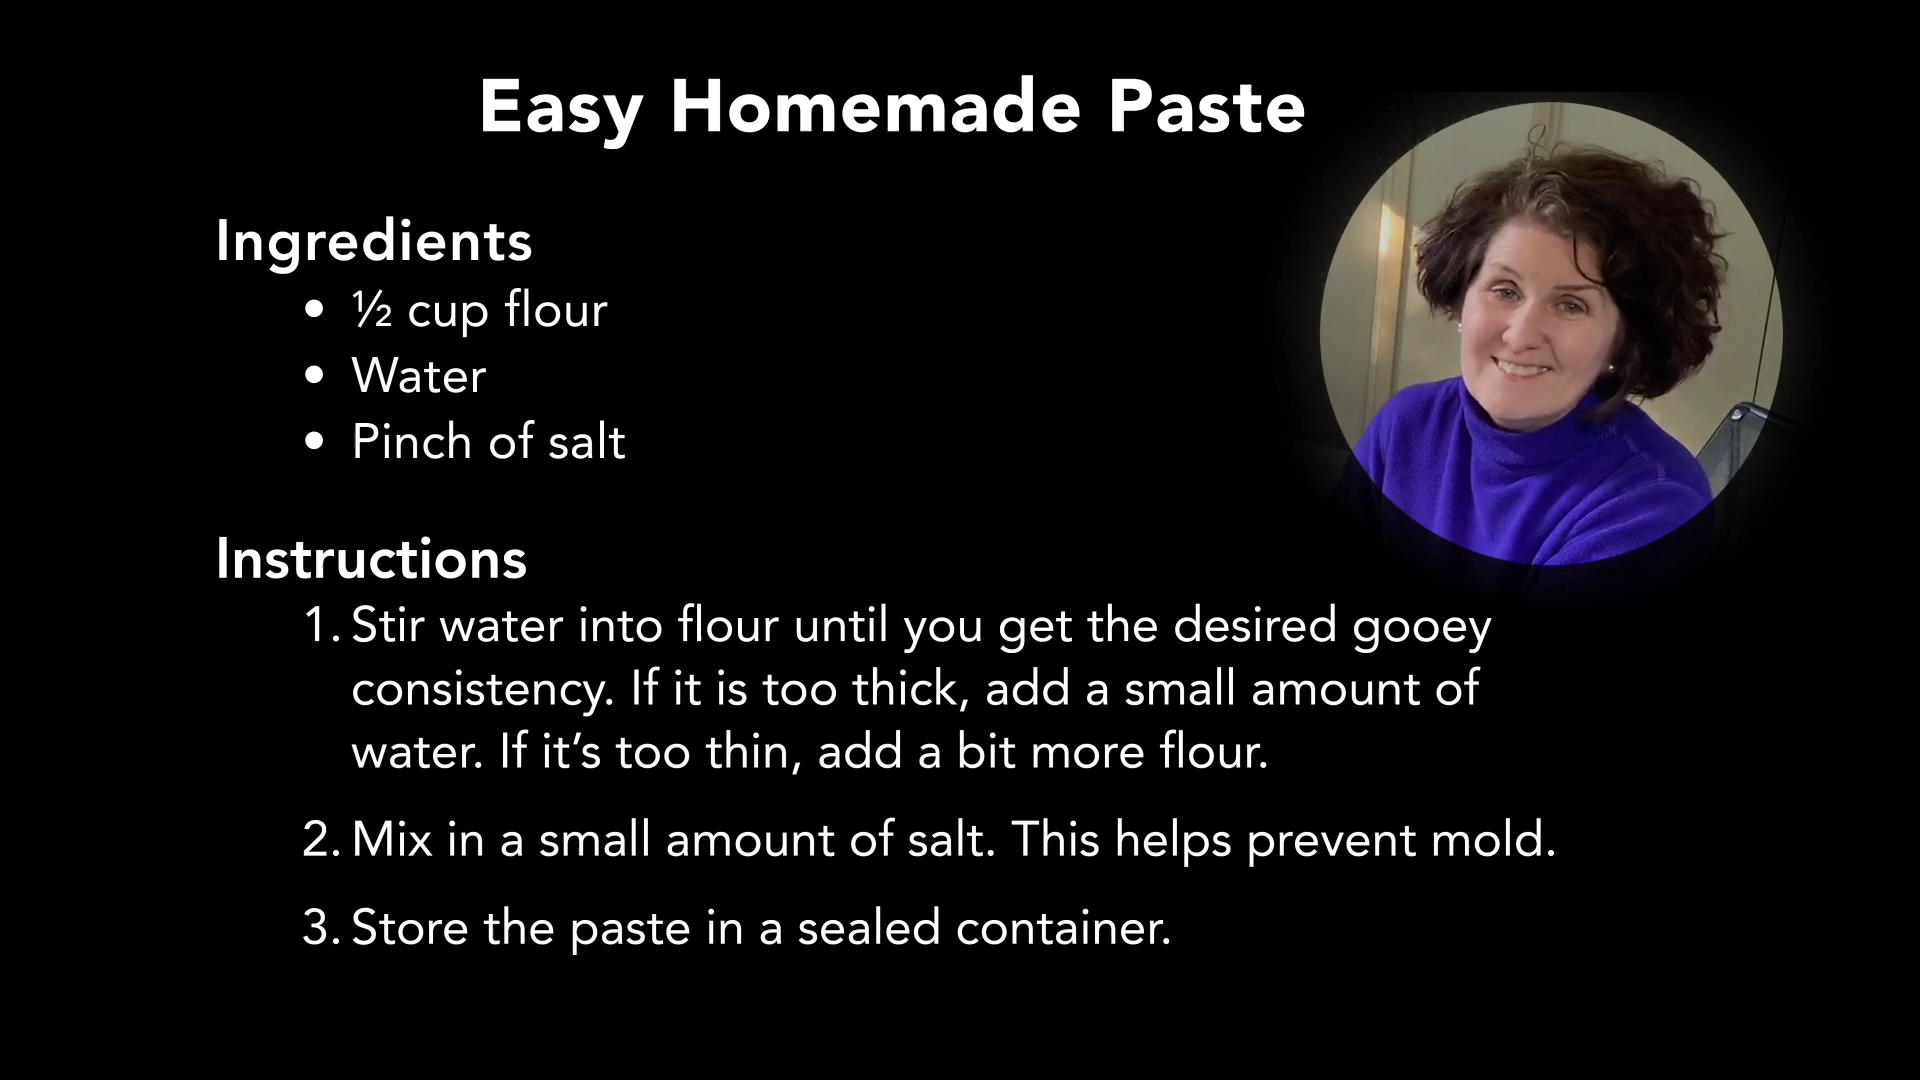 Easy Homemade Paste
Ingredients
• ½ cup flour
• Water
• Pinch of salt
Instructions
1. Stir water into flour until you get the desired gooey
consistency. If it is too thick, add a small amount of
water. If it’s too thin, add a bit more flour.
2. Mix in a small amount of salt. This helps prevent mold.
3. Store the paste in a sealed container.